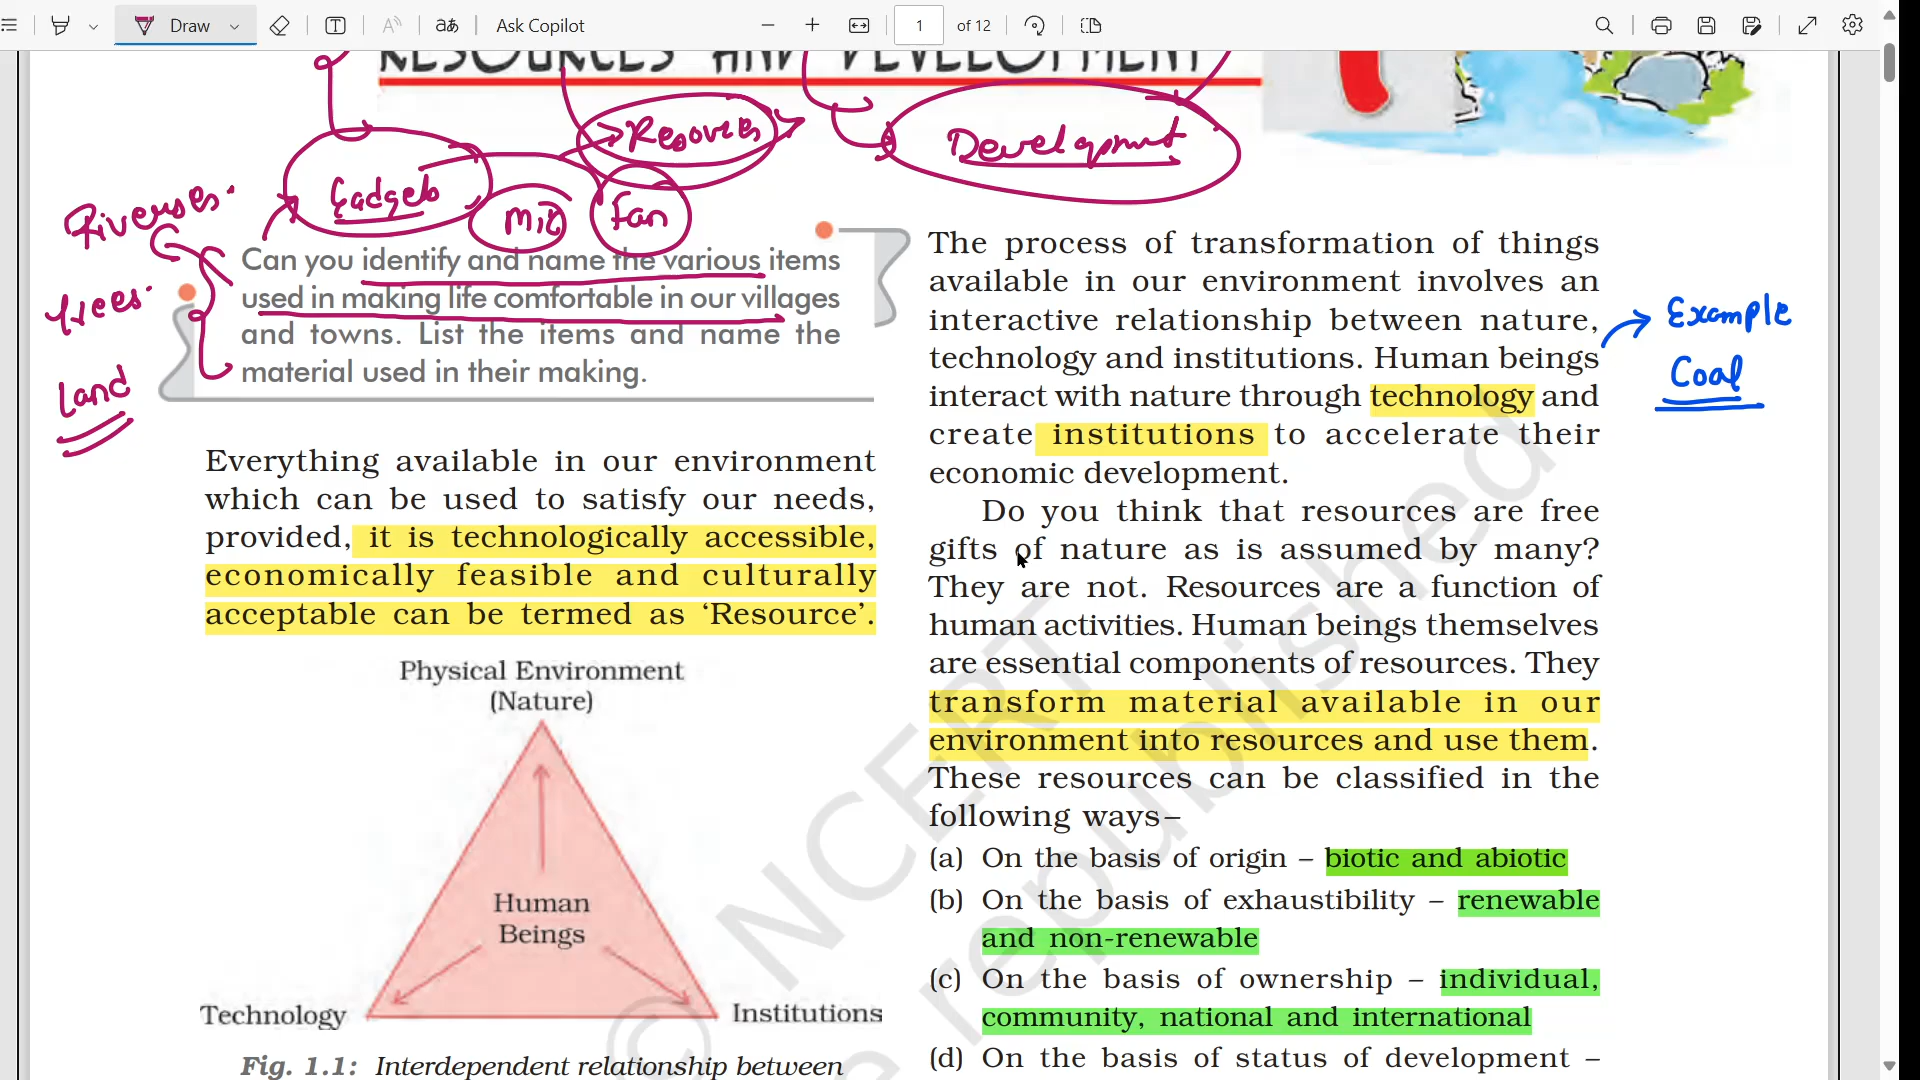 Draw
Ask Copilot
1
of 12
RESOURCES AND DEVELOPMENT
Resources
Development
Gadgets
Mic
Fan
Riverses.
trees.
Land
Can you identify and name the various items
used in making life comfortable in our villages
and towns. List the items and name the
material used in their making.
Everything available in our environment
which can be used to satisfy our needs,
provided, it is technologically accessible,
economically feasible and culturally
acceptable can be termed as ‘Resource’.
Physical Environment
(Nature)
Human
Beings
Technology
Institutions
Fig. 1.1: Interdependent relationship between
The process of transformation of things
available in our environment involves an
interactive relationship between nature,
technology and institutions. Human beings
interact with nature through technology and
create institutions to accelerate their
economic development.
Example
Coal
Do you think that resources are free
gifts of nature as is assumed by many?
They are not. Resources are a function of
human activities. Human beings themselves
are essential components of resources. They
transform material available in our
environment into resources and use them.
These resources can be classified in the
following ways–
(a) On the basis of origin – biotic and abiotic
(b) On the basis of exhaustibility – renewable
and non-renewable
(c) On the basis of ownership – individual,
community, national and international
(d) On the basis of status of development –
© NCERT
be republished